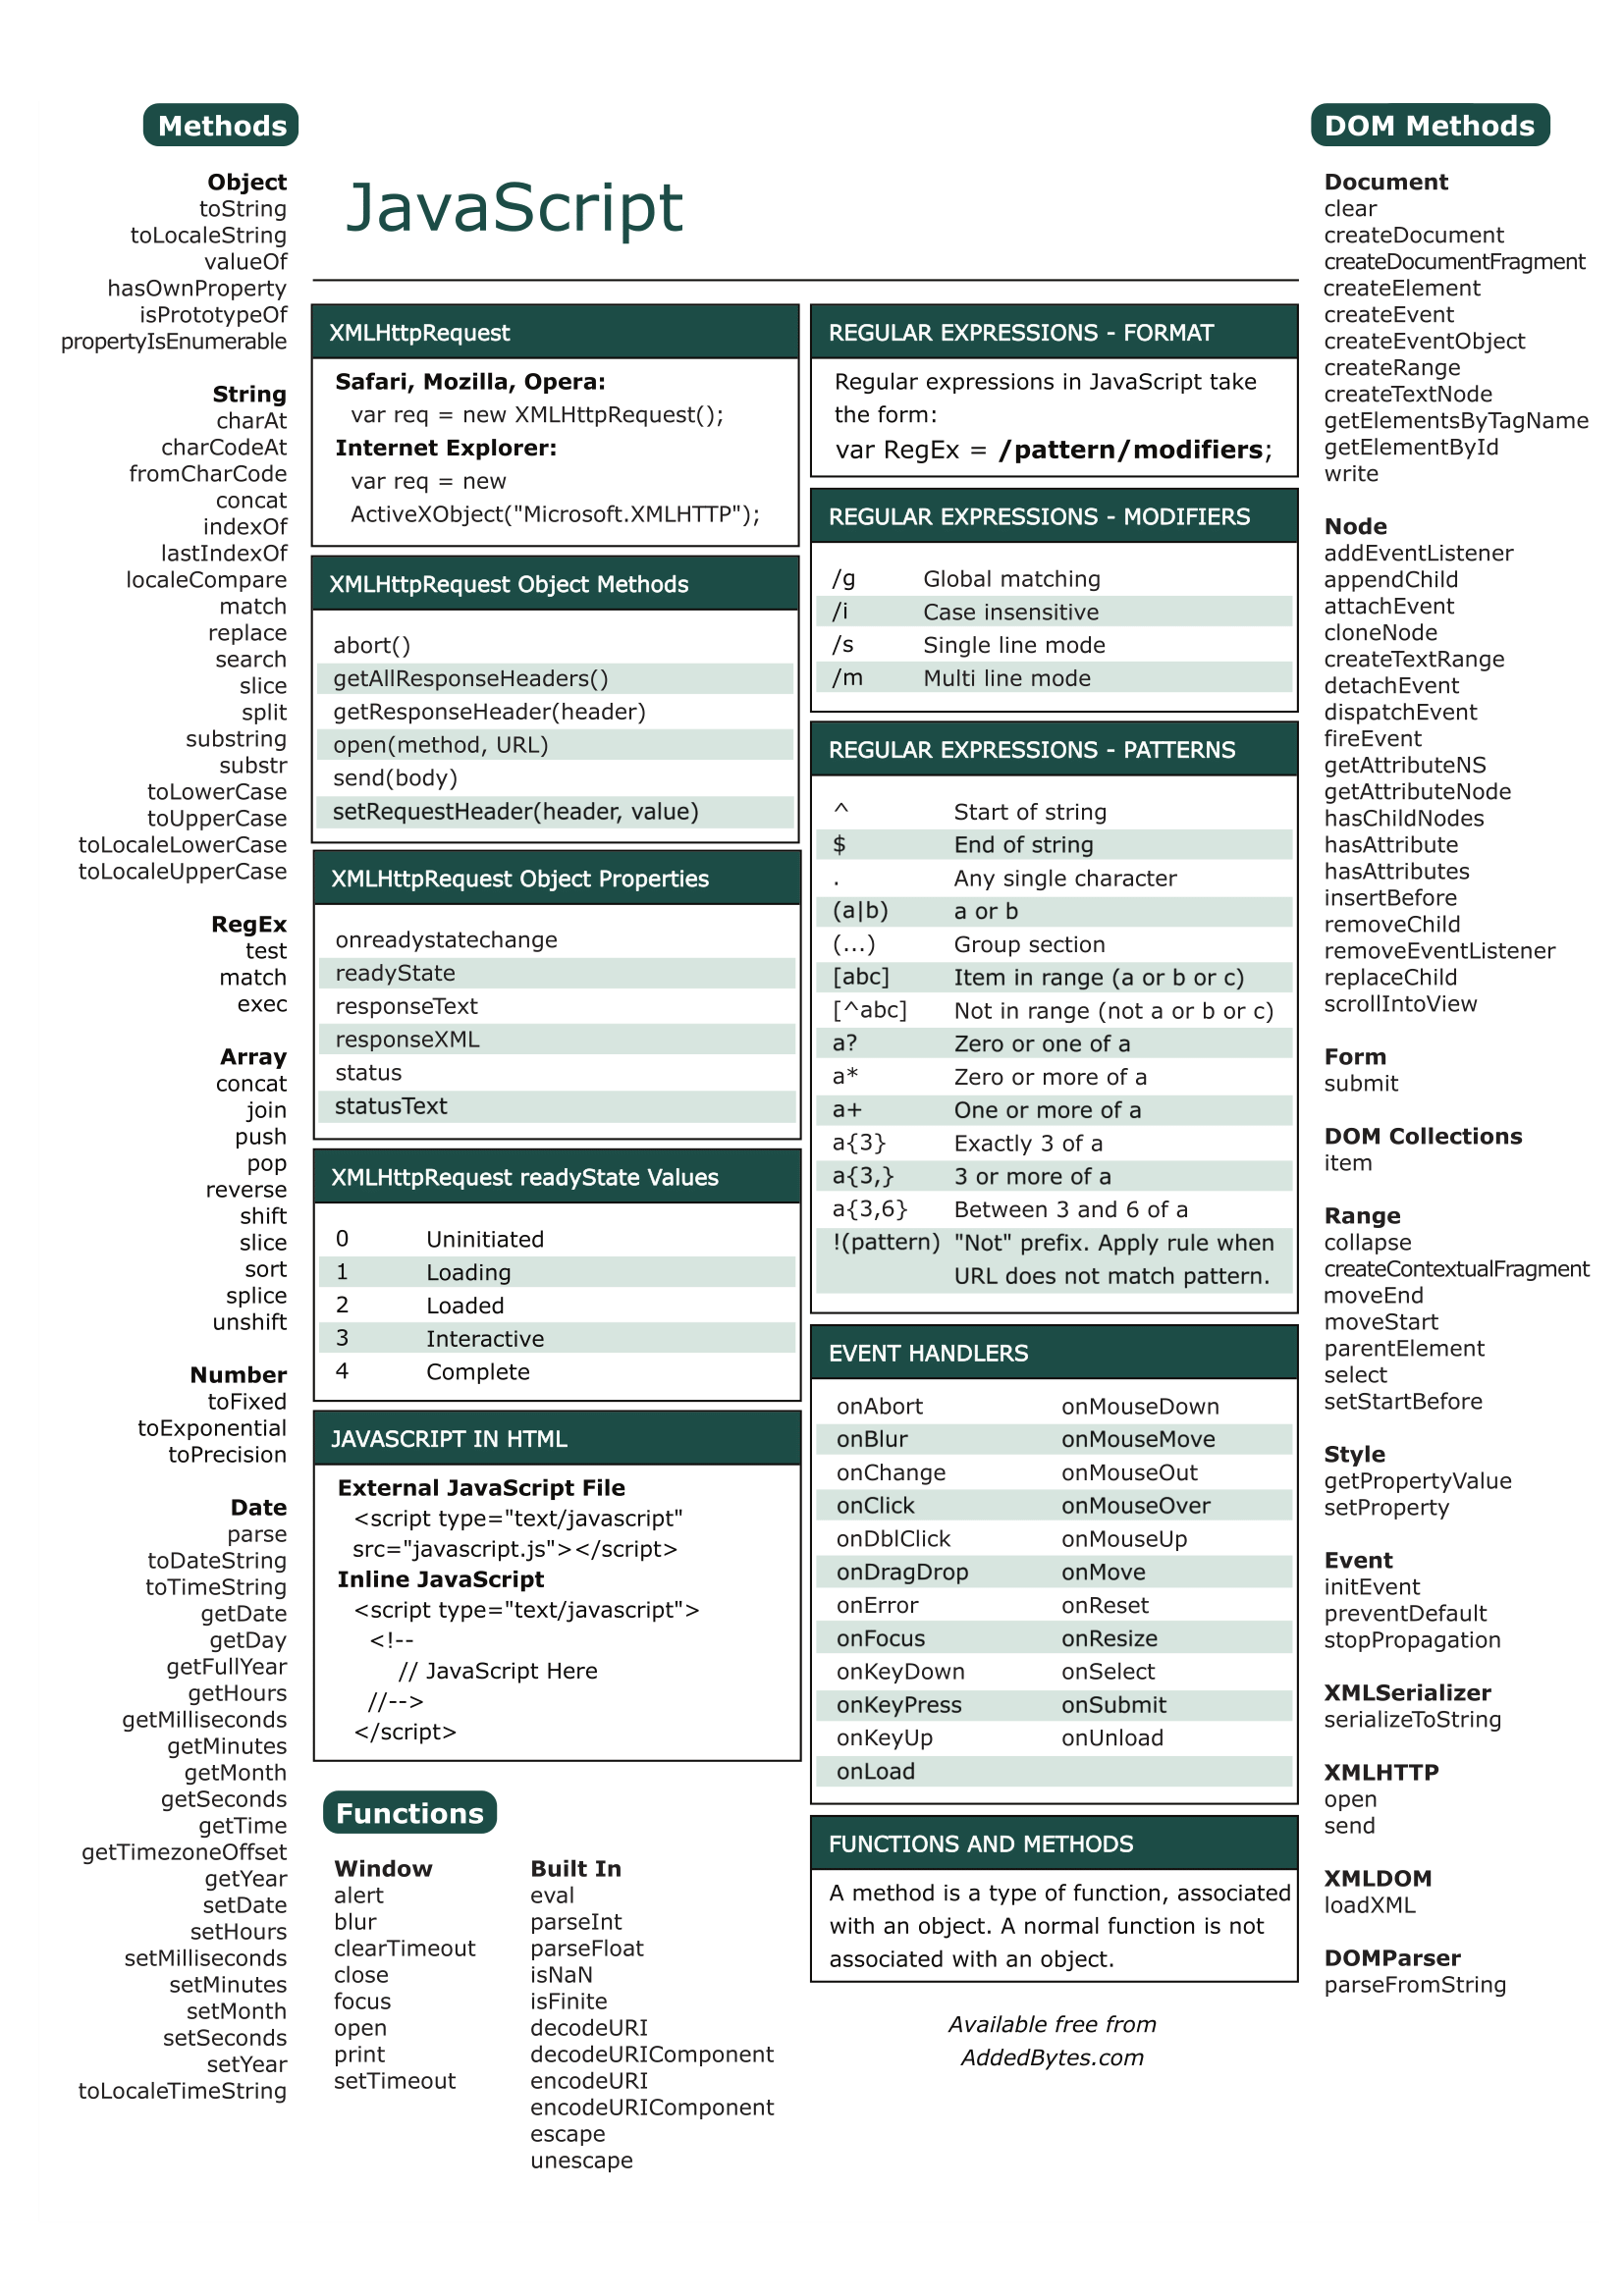 Methods
Object
toString
toLocaleString
valueOf
hasOwnProperty
isPrototypeOf
propertyIsEnumerable
String
charAt
charCodeAt
fromCharCode
concat
indexOf
lastIndexOf
localeCompare
match
replace
search
slice
split
substring
substr
toLowerCase
toUpperCase
toLocaleLowerCase
toLocaleUpperCase
RegEx
test
match
exec
Array
concat
join
push
pop
reverse
shift
slice
sort
splice
unshift
Number
toFixed
toExponential
toPrecision
Date
parse
toDateString
toTimeString
getDate
getDay
getFullYear
getHours
getMilliseconds
getMinutes
getMonth
getSeconds
getTime
getTimezoneOffset
getYear
setDate
setHours
setMilliseconds
setMinutes
setMonth
setSeconds
setYear
toLocaleTimeString
JavaScript
XMLHttpRequest
Safari, Mozilla, Opera:
var req = new XMLHttpRequest();
Internet Explorer:
var req = new
ActiveXObject("Microsoft.XMLHTTP");
XMLHttpRequest Object Methods
abort()
getAllResponseHeaders()
getResponseHeader(header)
open(method, URL)
send(body)
setRequestHeader(header, value)
XMLHttpRequest Object Properties
onreadystatechange
readyState
responseText
responseXML
status
statusText
XMLHttpRequest readyState Values
0 Uninitiated
1 Loading
2 Loaded
3 Interactive
4 Complete
JAVASCRIPT IN HTML
External JavaScript File
<script type="text/javascript"
src="javascript.js"></script>
Inline JavaScript
<script type="text/javascript">
<!--
// JavaScript Here
//-->
</script>
Functions
Window
alert
blur
clearTimeout
close
focus
open
print
setTimeout
Built In
eval
parseInt
parseFloat
isNaN
isFinite
decodeURI
decodeURIComponent
encodeURI
encodeURIComponent
escape
unescape
REGULAR EXPRESSIONS - FORMAT
Regular expressions in JavaScript take
the form:
var RegEx = /pattern/modifiers;
REGULAR EXPRESSIONS - MODIFIERS
/g Global matching
/i Case insensitive
/s Single line mode
/m Multi line mode
REGULAR EXPRESSIONS - PATTERNS
^ Start of string
$ End of string
. Any single character
(a|b) a or b
(...) Group section
[abc] Item in range (a or b or c)
[^abc] Not in range (not a or b or c)
a? Zero or one of a
a* Zero or more of a
a+ One or more of a
a{3} Exactly 3 of a
a{3,} 3 or more of a
a{3,6} Between 3 and 6 of a
!(pattern) "Not" prefix. Apply rule when
URL does not match pattern.
EVENT HANDLERS
onAbort onMouseDown
onBlur onMouseMove
onChange onMouseOut
onClick onMouseOver
onDblClick onMouseUp
onDragDrop onMove
onError onReset
onFocus onResize
onKeyDown onSelect
onKeyPress onSubmit
onKeyUp onUnload
onLoad
FUNCTIONS AND METHODS
A method is a type of function, associated
with an object. A normal function is not
associated with an object.
Available free from
AddedBytes.com
DOM Methods
Document
clear
createDocument
createDocumentFragment
createElement
createEvent
createEventObject
createRange
createTextNode
getElementsByTagName
getElementById
write
Node
addEventListener
appendChild
attachEvent
cloneNode
createTextRange
detachEvent
dispatchEvent
fireEvent
getAttributeNS
getAttributeNode
hasChildNodes
hasAttribute
hasAttributes
insertBefore
removeChild
removeEventListener
replaceChild
scrollIntoView
Form
submit
DOM Collections
item
Range
collapse
createContextualFragment
moveEnd
moveStart
parentElement
select
setStartBefore
Style
getPropertyValue
setProperty
Event
initEvent
preventDefault
stopPropagation
XMLSerializer
serializeToString
XMLHTTP
open
send
XMLDOM
loadXML
DOMParser
parseFromString